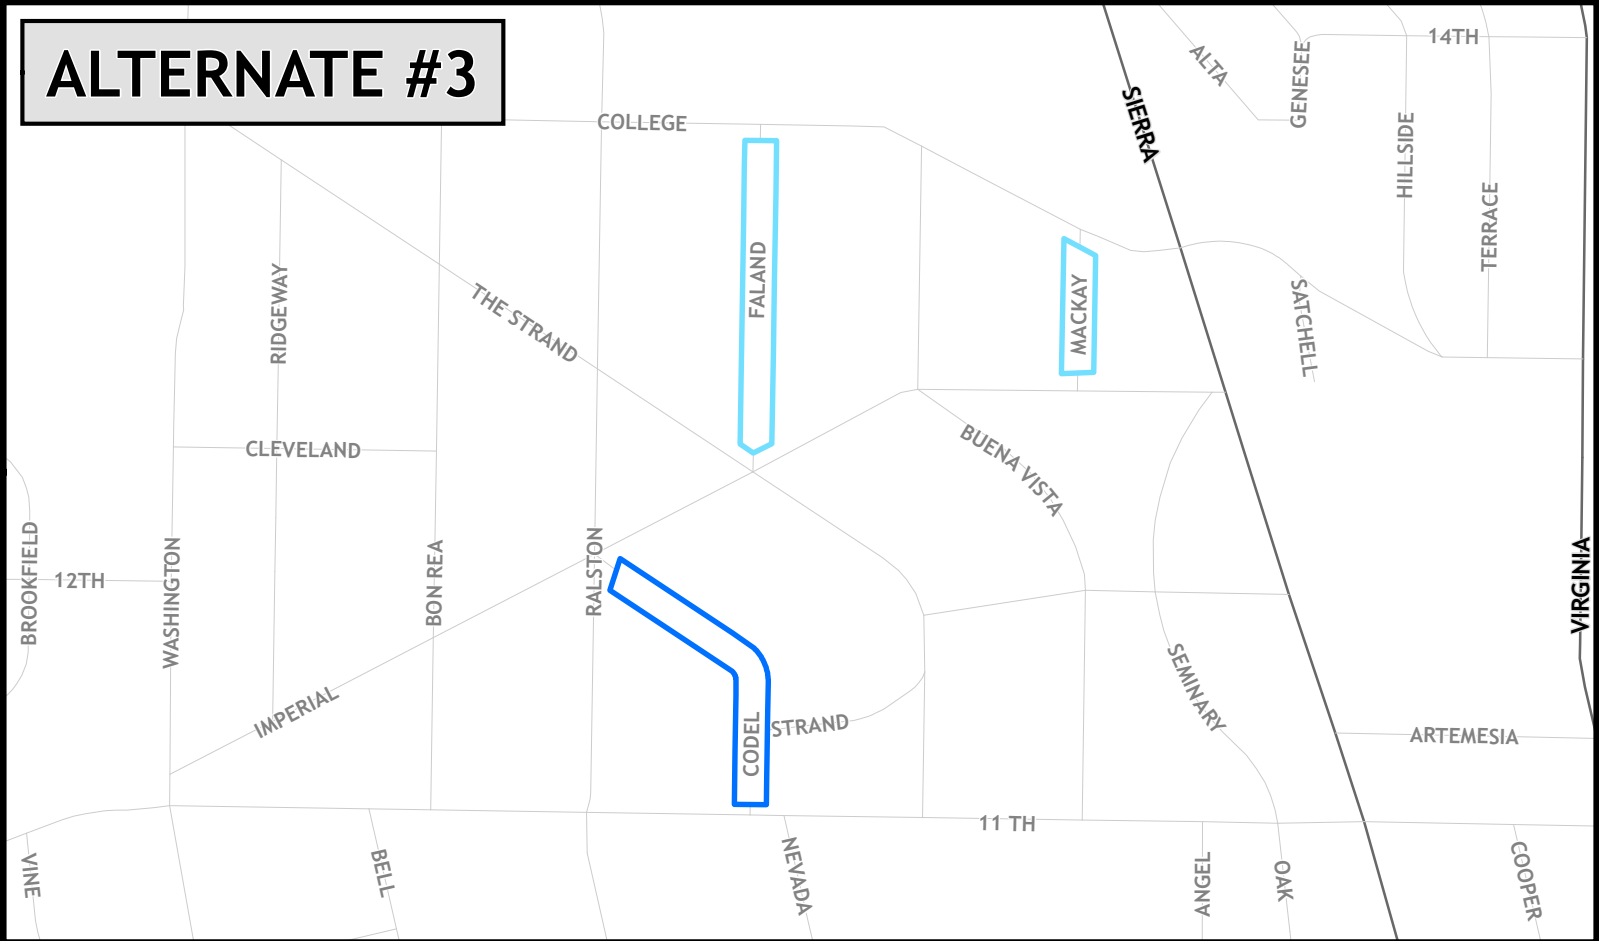 ALTERNATE #3
14TH
ALTA
GENESEE
SIERRA
COLLEGE
HILLSIDE
TERRACE
FALAND
RIDGEWAY
THE STRAND
MACKAY
SATCHELL
CLEVELAND
BUENA VISTA
BROOKFIELD
12TH
WASHINGTON
BON REA
RALSTON
VIRGINIA
IMPERIAL
SEMINARY
CODEL
STRAND
ARTEMESIA
11 TH
VINE
BELL
NEVADA
ANGEL
OAK
COOPER